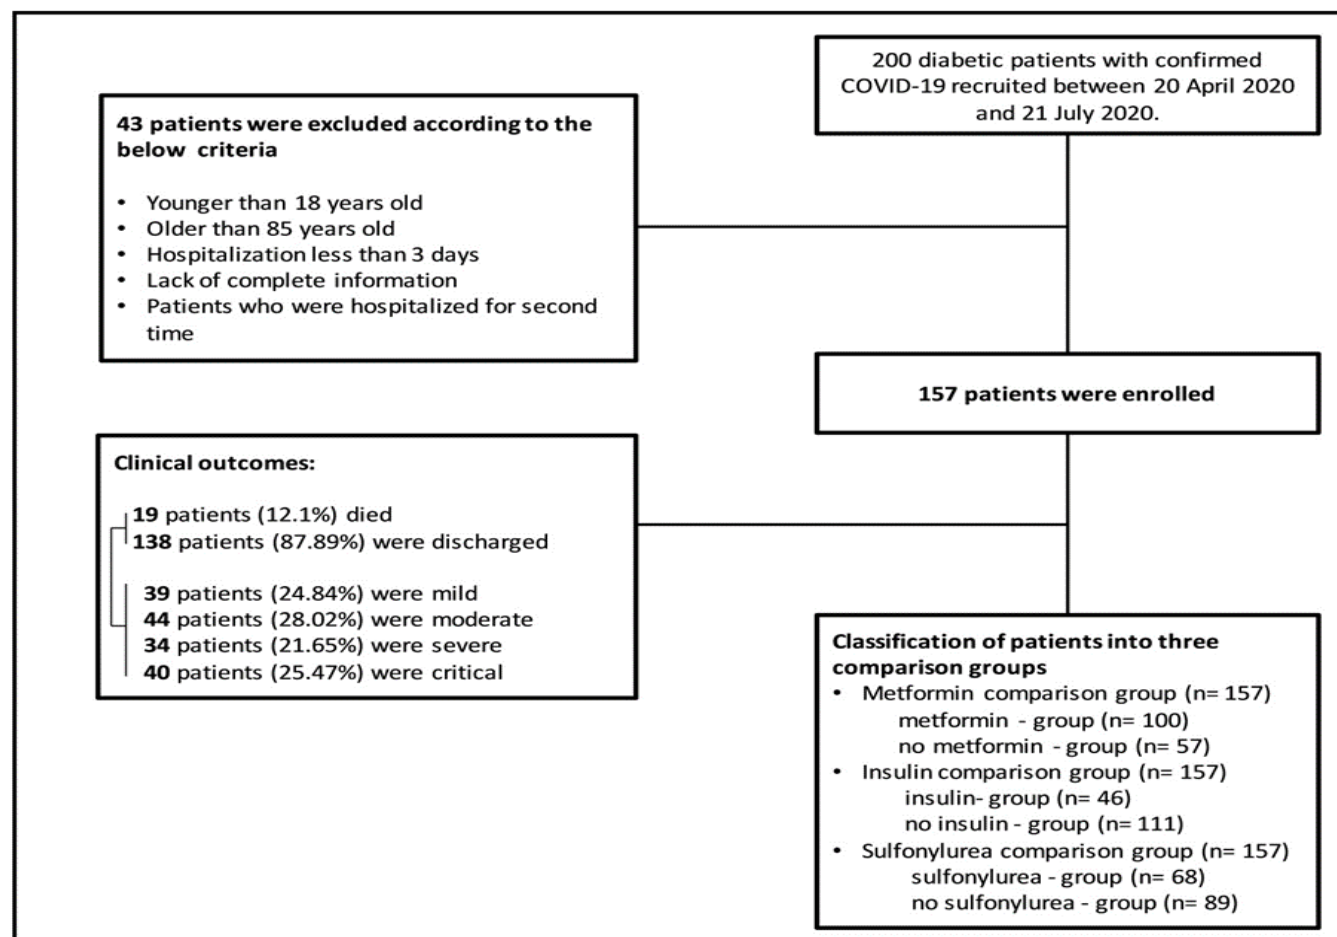 200 diabetic patients with confirmed
COVID-19 recruited between 20 April 2020
and 21 July 2020.
43 patients were excluded according to the
below criteria
• Younger than 18 years old
• Older than 85 years old
• Hospitalization less than 3 days
• Lack of complete information
• Patients who were hospitalized for second
time
157 patients were enrolled
Clinical outcomes:
19 patients (12.1%) died
138 patients (87.89%) were discharged
39 patients (24.84%) were mild
44 patients (28.02%) were moderate
34 patients (21.65%) were severe
40 patients (25.47%) were critical
Classification of patients into three
comparison groups
• Metformin comparison group (n= 157)
metformin - group (n= 100)
no metformin - group (n= 57)
• Insulin comparison group (n= 157)
insulin- group (n= 46)
no insulin - group (n= 111)
• Sulfonylurea comparison group (n= 157)
sulfonylurea - group (n= 68)
no sulfonylurea - group (n= 89)